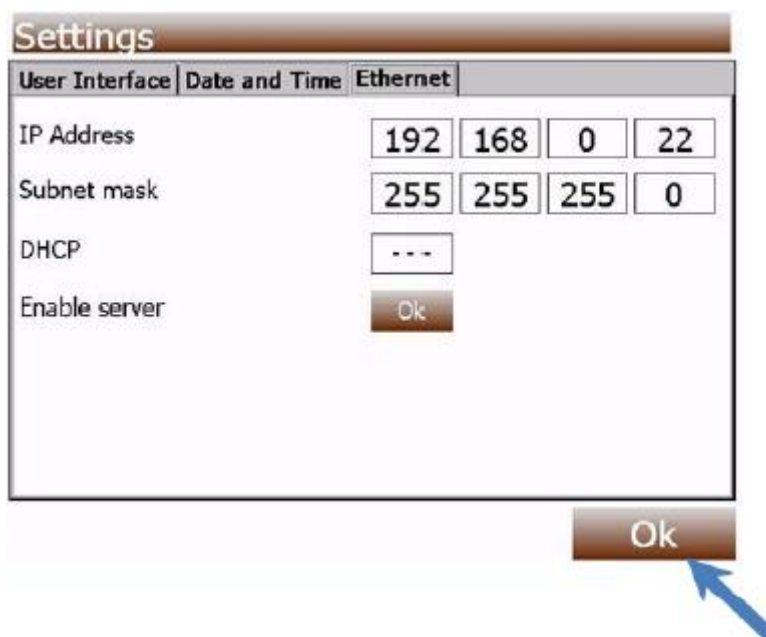 Settings
User Interface Date and Time Ethernet
IP Address 192 168 0 22
Subnet mask 255 255 255 0
DHCP ---
Enable server Ok
Ok